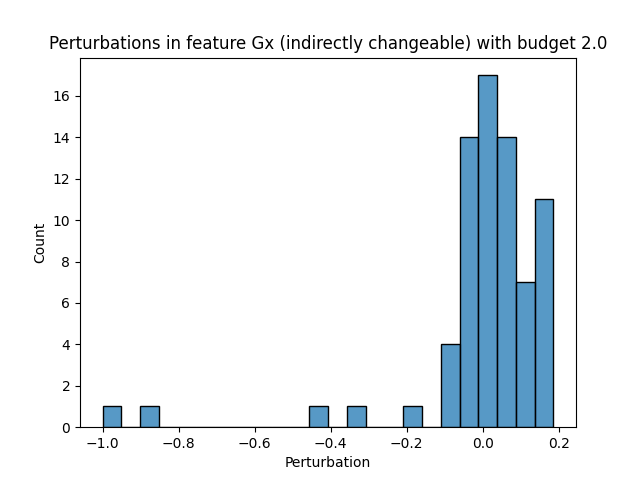 Perturbations in feature Gx (indirectly changeable) with budget 2.0
16
14
12
10
8
6
4
2
0
Count
−1.0 −0.8 −0.6 −0.4 −0.2 0.0 0.2
Perturbation